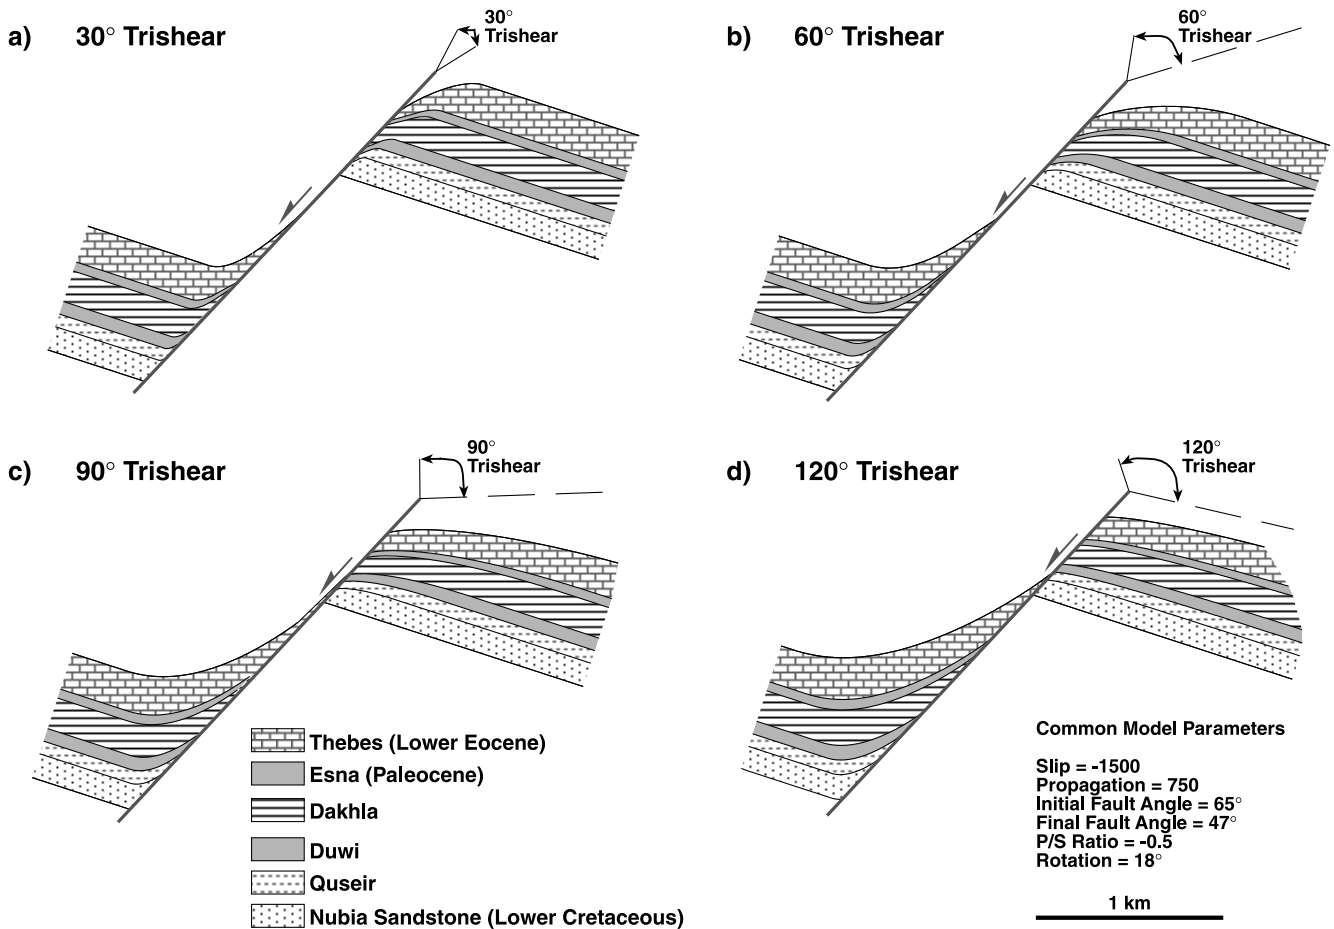 a) 30° Trishear
30°
Trishear
b) 60° Trishear
60°
Trishear
c) 90° Trishear
90°
Trishear
d) 120° Trishear
120°
Trishear
Thebes (Lower Eocene)
Esna (Paleocene)
Dakhla
Duwi
Quseir
Nubia Sandstone (Lower Cretaceous)
Common Model Parameters
Slip = -1500
Propagation = 750
Initial Fault Angle = 65°
Final Fault Angle = 47°
P/S Ratio = -0.5
Rotation = 18°
1 km